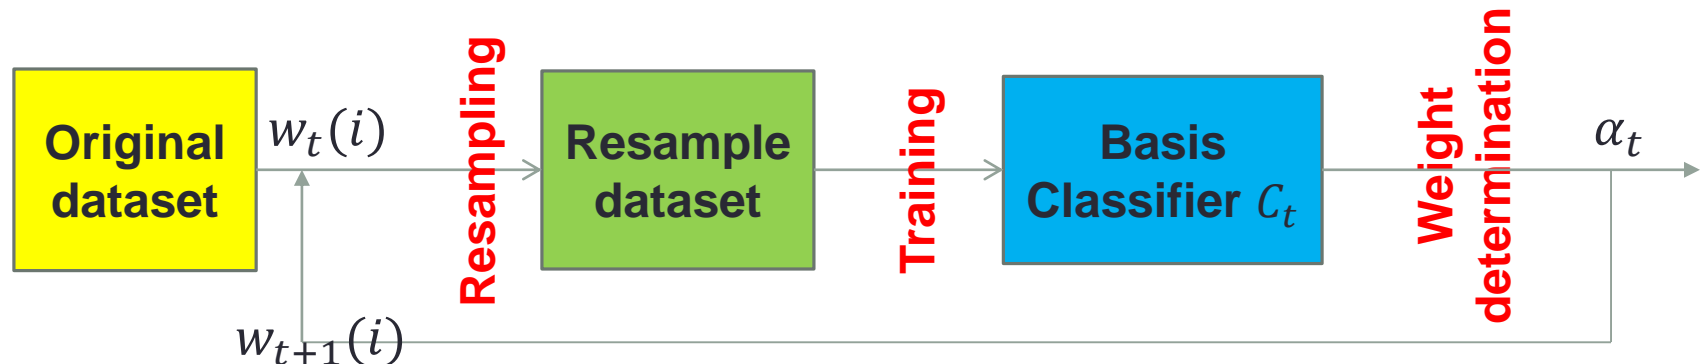 Original
dataset
w_t(i)
Resampling
Resample
dataset
Training
Basis
Classifier C_t
Weight
determination
α_t
w_{t+1}(i)